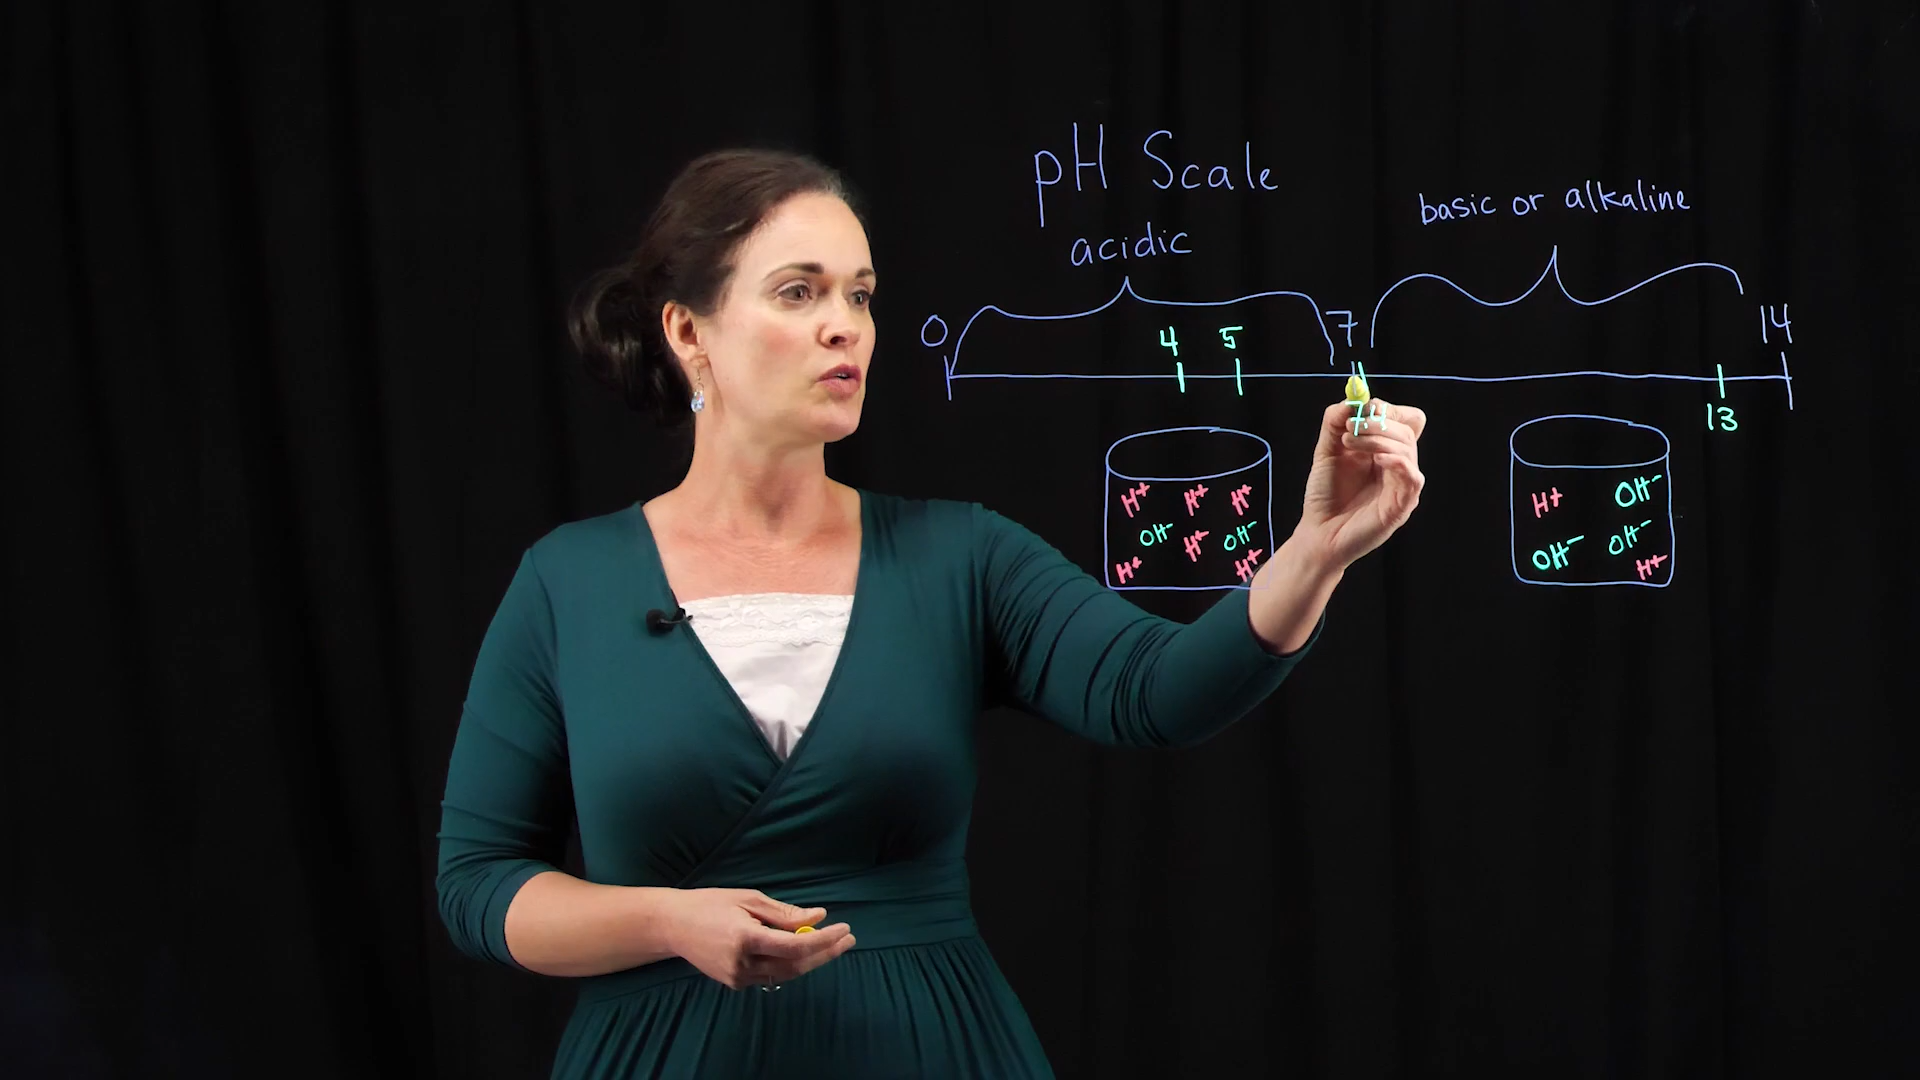 pH Scale
basic or alkaline
acidic
0 4 5 7 14
7.4 13
H+ H+ H+
OH- H+ OH-
H+ H+
H+ OH-
OH- OH-
H+